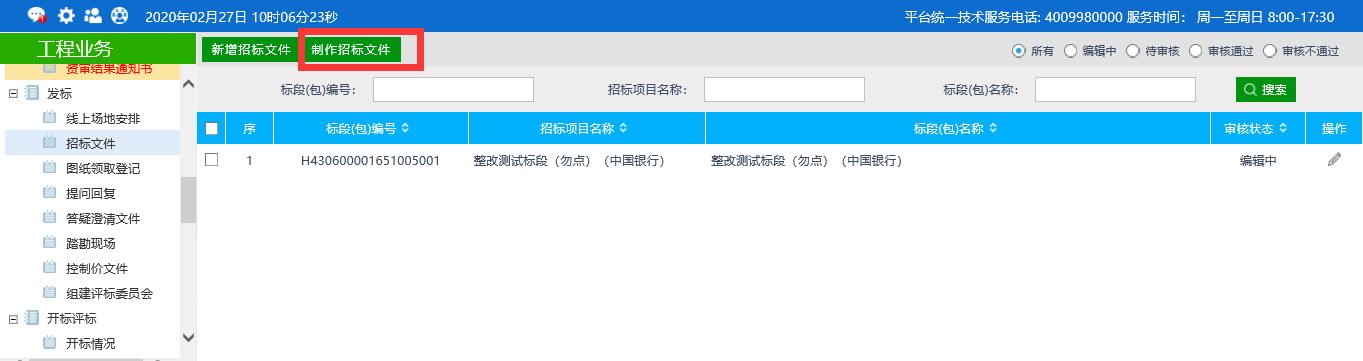 2020年02月27日 10时06分23秒
平台统一技术服务电话: 4009980000 服务时间： 周一至周日 8:00-17:30
工程业务
资审结果通知书
发标
线上场地安排
招标文件
图纸领取登记
提问回复
答疑澄清文件
踏勘现场
控制价文件
组建评标委员会
开标评标
开标情况
新增招标文件 制作招标文件
所有 编辑中 待审核 审核通过 审核不通过
标段(包)编号： 招标项目名称： 标段(包)名称： 搜索
序 标段(包)编号 招标项目名称 标段(包)名称 审核状态 操作
1 H430600001651005001 整改测试标段（勿点）（中国银行） 整改测试标段（勿点）（中国银行） 编辑中